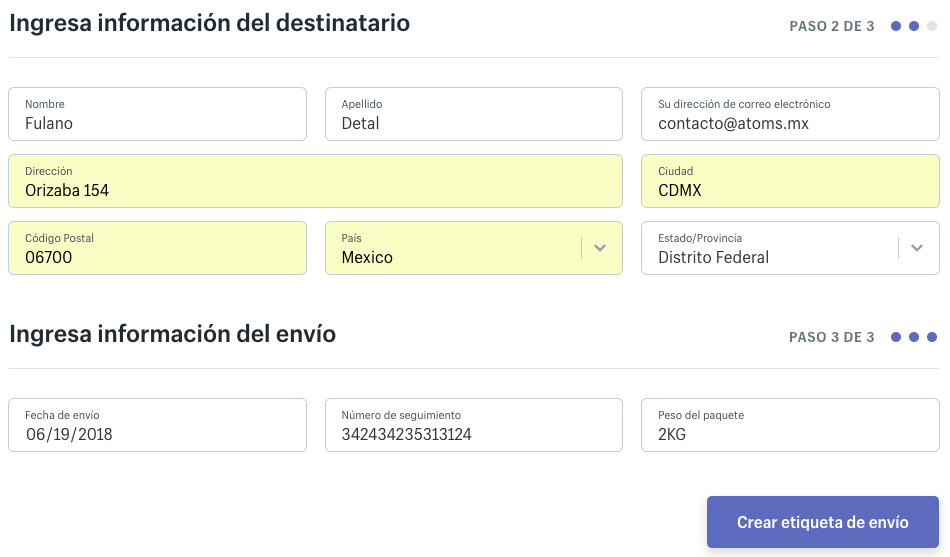 Ingresa información del destinatario
PASO 2 DE 3
Nombre
Fulano
Apellido
Detal
Su dirección de correo electrónico
contacto@atoms.mx
Dirección
Orizaba 154
Ciudad
CDMX
Código Postal
06700
País
Mexico
Estado/Provincia
Distrito Federal
Ingresa información del envío
PASO 3 DE 3
Fecha de envío
06/19/2018
Número de seguimiento
342434235313124
Peso del paquete
2KG
Crear etiqueta de envío